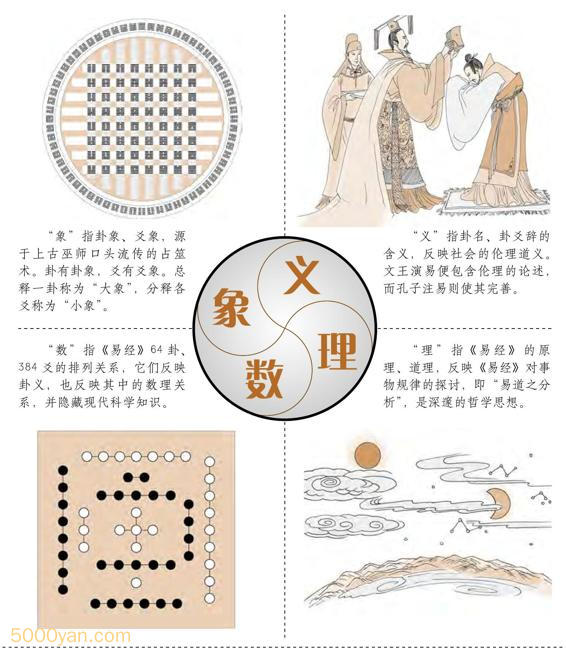 “象”指卦象、爻象，源
于上古巫师口头流传的占筮
术。卦有卦象，爻有爻象。总
释一卦称为“大象”，分释各
爻称为“小象”。
“义”指卦名、卦爻辞的
含义，反映社会的伦理道义。
文王演易便包含伦理的论述，
而孔子注易则使其完善。
象
义
数
理
“数”指《易经》64卦、
384爻的排列关系，它们反映
卦义，也反映其中的数理关
系，并隐藏现代科学知识。
“理”指《易经》的原
理、道理，反映《易经》对事
物规律的探讨，即“易道之分
析”，是深邃的哲学思想。
5000yan.com